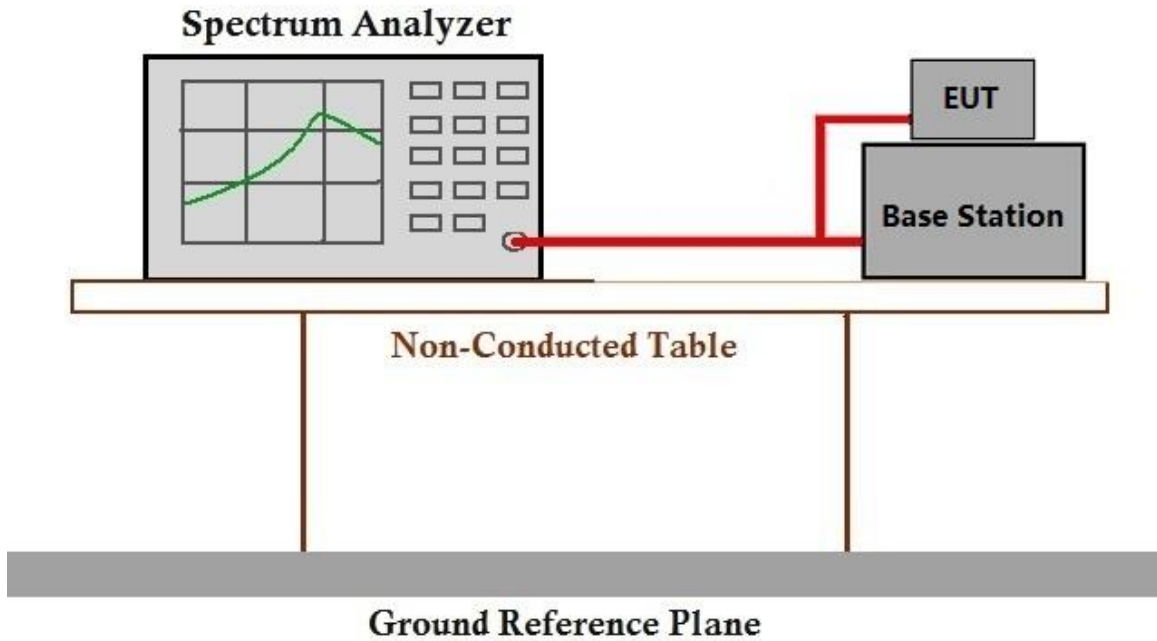 Spectrum Analyzer
EUT
Base Station
Non-Conducted Table
Ground Reference Plane